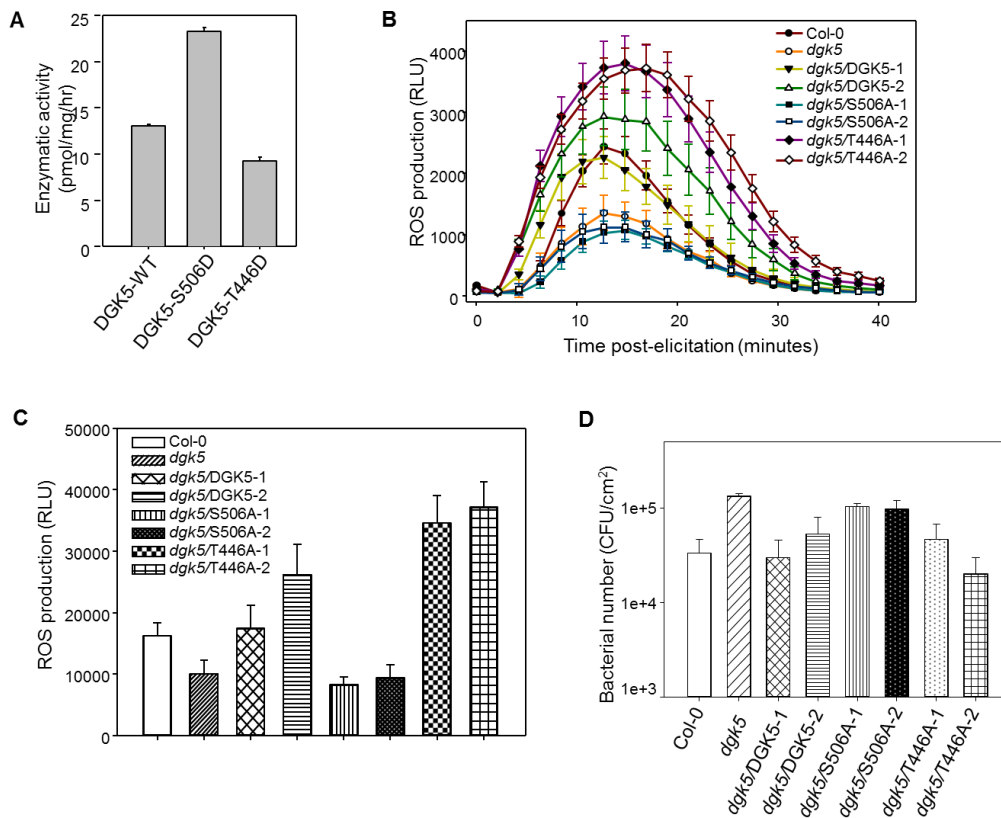 A
Enzymatic activity
(pmol/mg/hr)
25
20
15
10
5
0
DGK5-WT
DGK5-S506D
DGK5-T446D
B
ROS production (RLU)
4000
3000
2000
1000
0
0
10
20
30
40
Time post-elicitation (minutes)
Col-0
dgk5
dgk5/DGK5-1
dgk5/DGK5-2
dgk5/S506A-1
dgk5/S506A-2
dgk5/T446A-1
dgk5/T446A-2
C
ROS production (RLU)
50000
40000
30000
20000
10000
0
Col-0
dgk5
dgk5/DGK5-1
dgk5/DGK5-2
dgk5/S506A-1
dgk5/S506A-2
dgk5/T446A-1
dgk5/T446A-2
D
Bacterial number (CFU/cm²)
1e+5
1e+4
1e+3
Col-0
dgk5
dgk5/DGK5-1
dgk5/DGK5-2
dgk5/S506A-1
dgk5/S506A-2
dgk5/T446A-1
dgk5/T446A-2